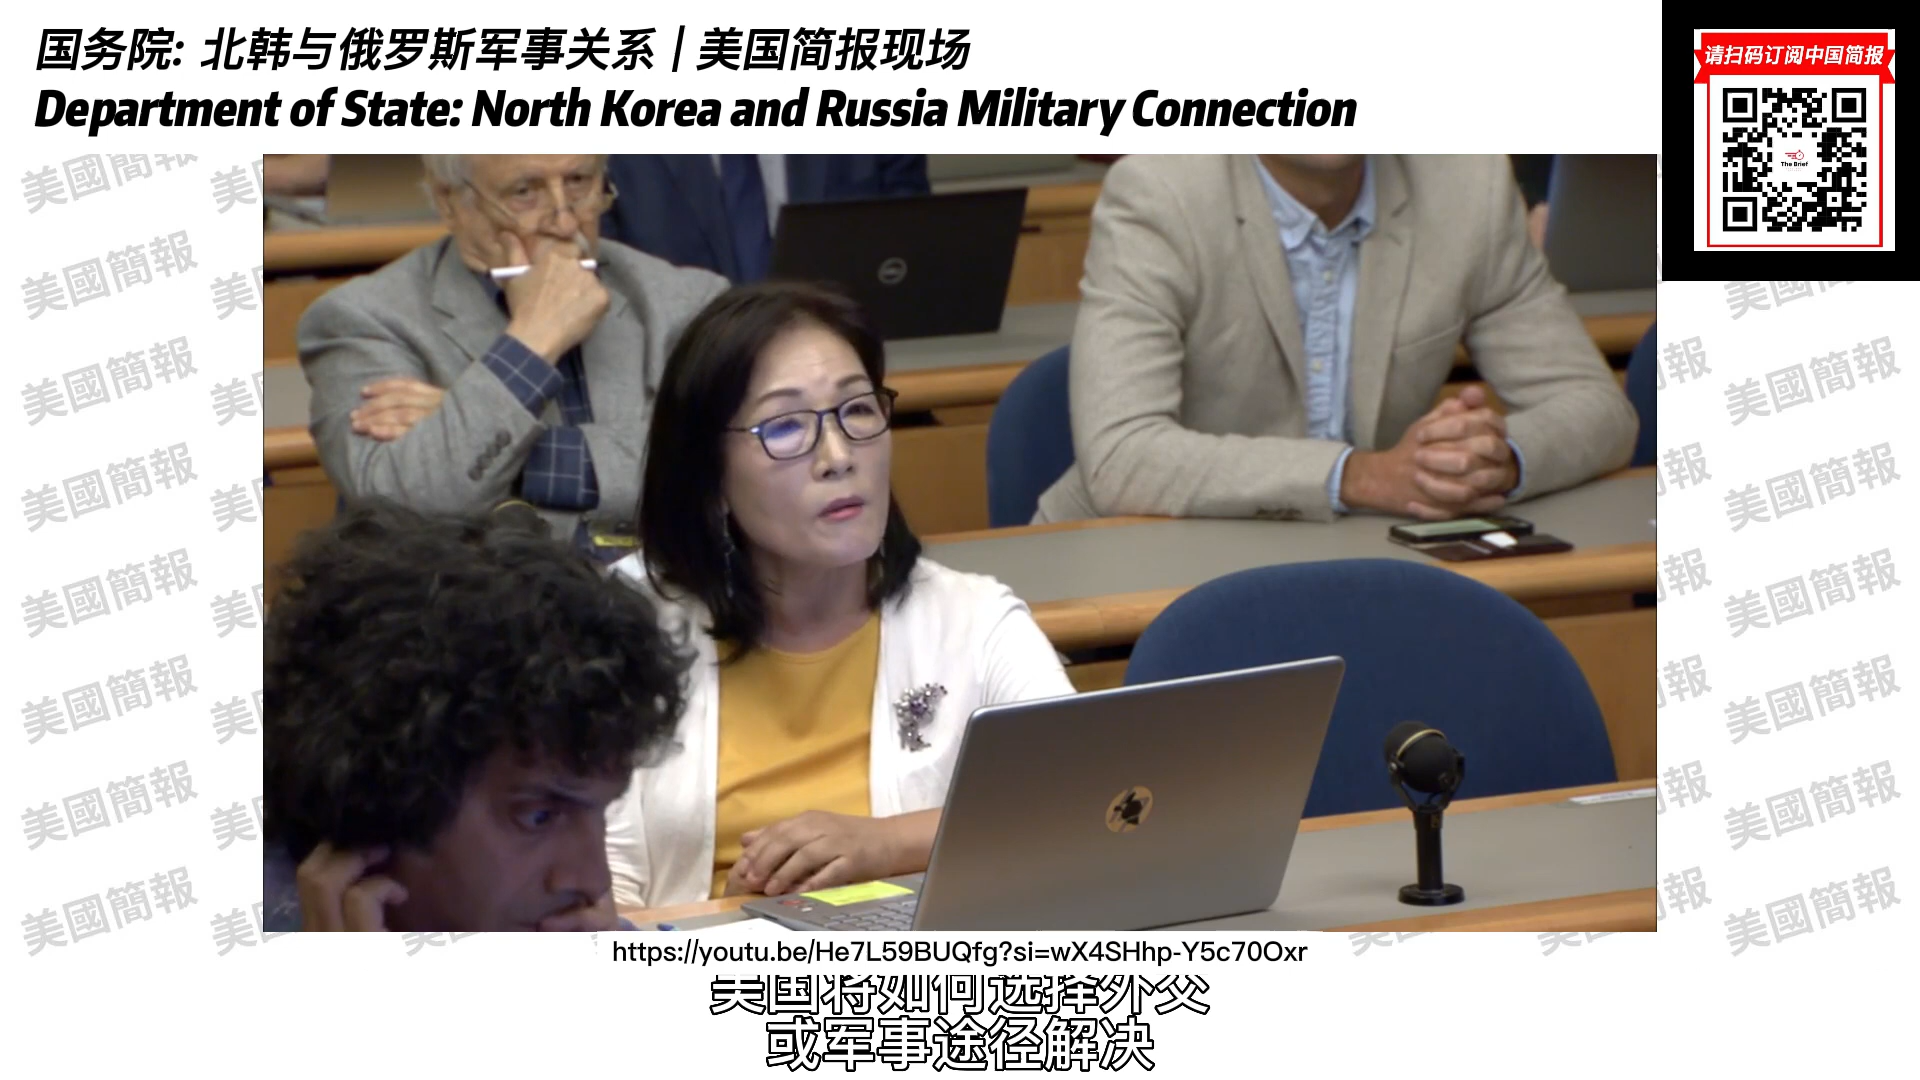 国务院: 北韩与俄罗斯军事关系 | 美国简报现场
Department of State: North Korea and Russia Military Connection
请扫码订阅中国简报
The Brief
美國簡報
DELL
https://youtu.be/He7L59BUQfg?si=wX4SHhp-Y5c70Oxr
美国将如何选择外交
或军事途径解决